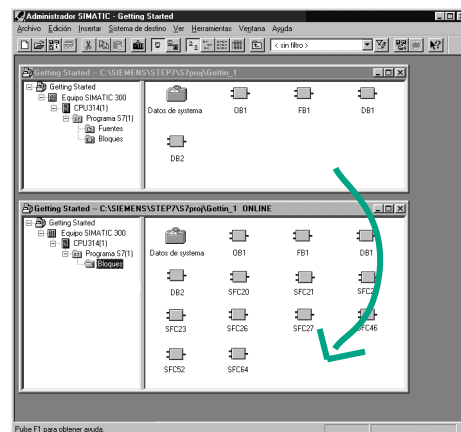 Administrador SIMATIC - Getting Started
Archivo Edición Insertar Sistema de destino Ver Herramientas Ventana Ayuda
< sin filtro >
Getting Started -- C:\SIEMENS\STEP7\S7proj\Gettin_1
Getting Started
Equipo SIMATIC 300
CPU314(1)
Programa S7(1)
Fuentes
Bloques
Datos de sistema OB1 FB1 DB1
DB2
Getting Started -- C:\SIEMENS\STEP7\S7proj\Gettin_1 ONLINE
Getting Started
Equipo SIMATIC 300
CPU314(1)
Programa S7(1)
Bloques
Datos de sistema OB1 FB1 DB1
DB2 SFC20 SFC21
SFC23 SFC26 SFC27 SFC46
SFC52 SFC64
Pulse F1 para obtener ayuda.